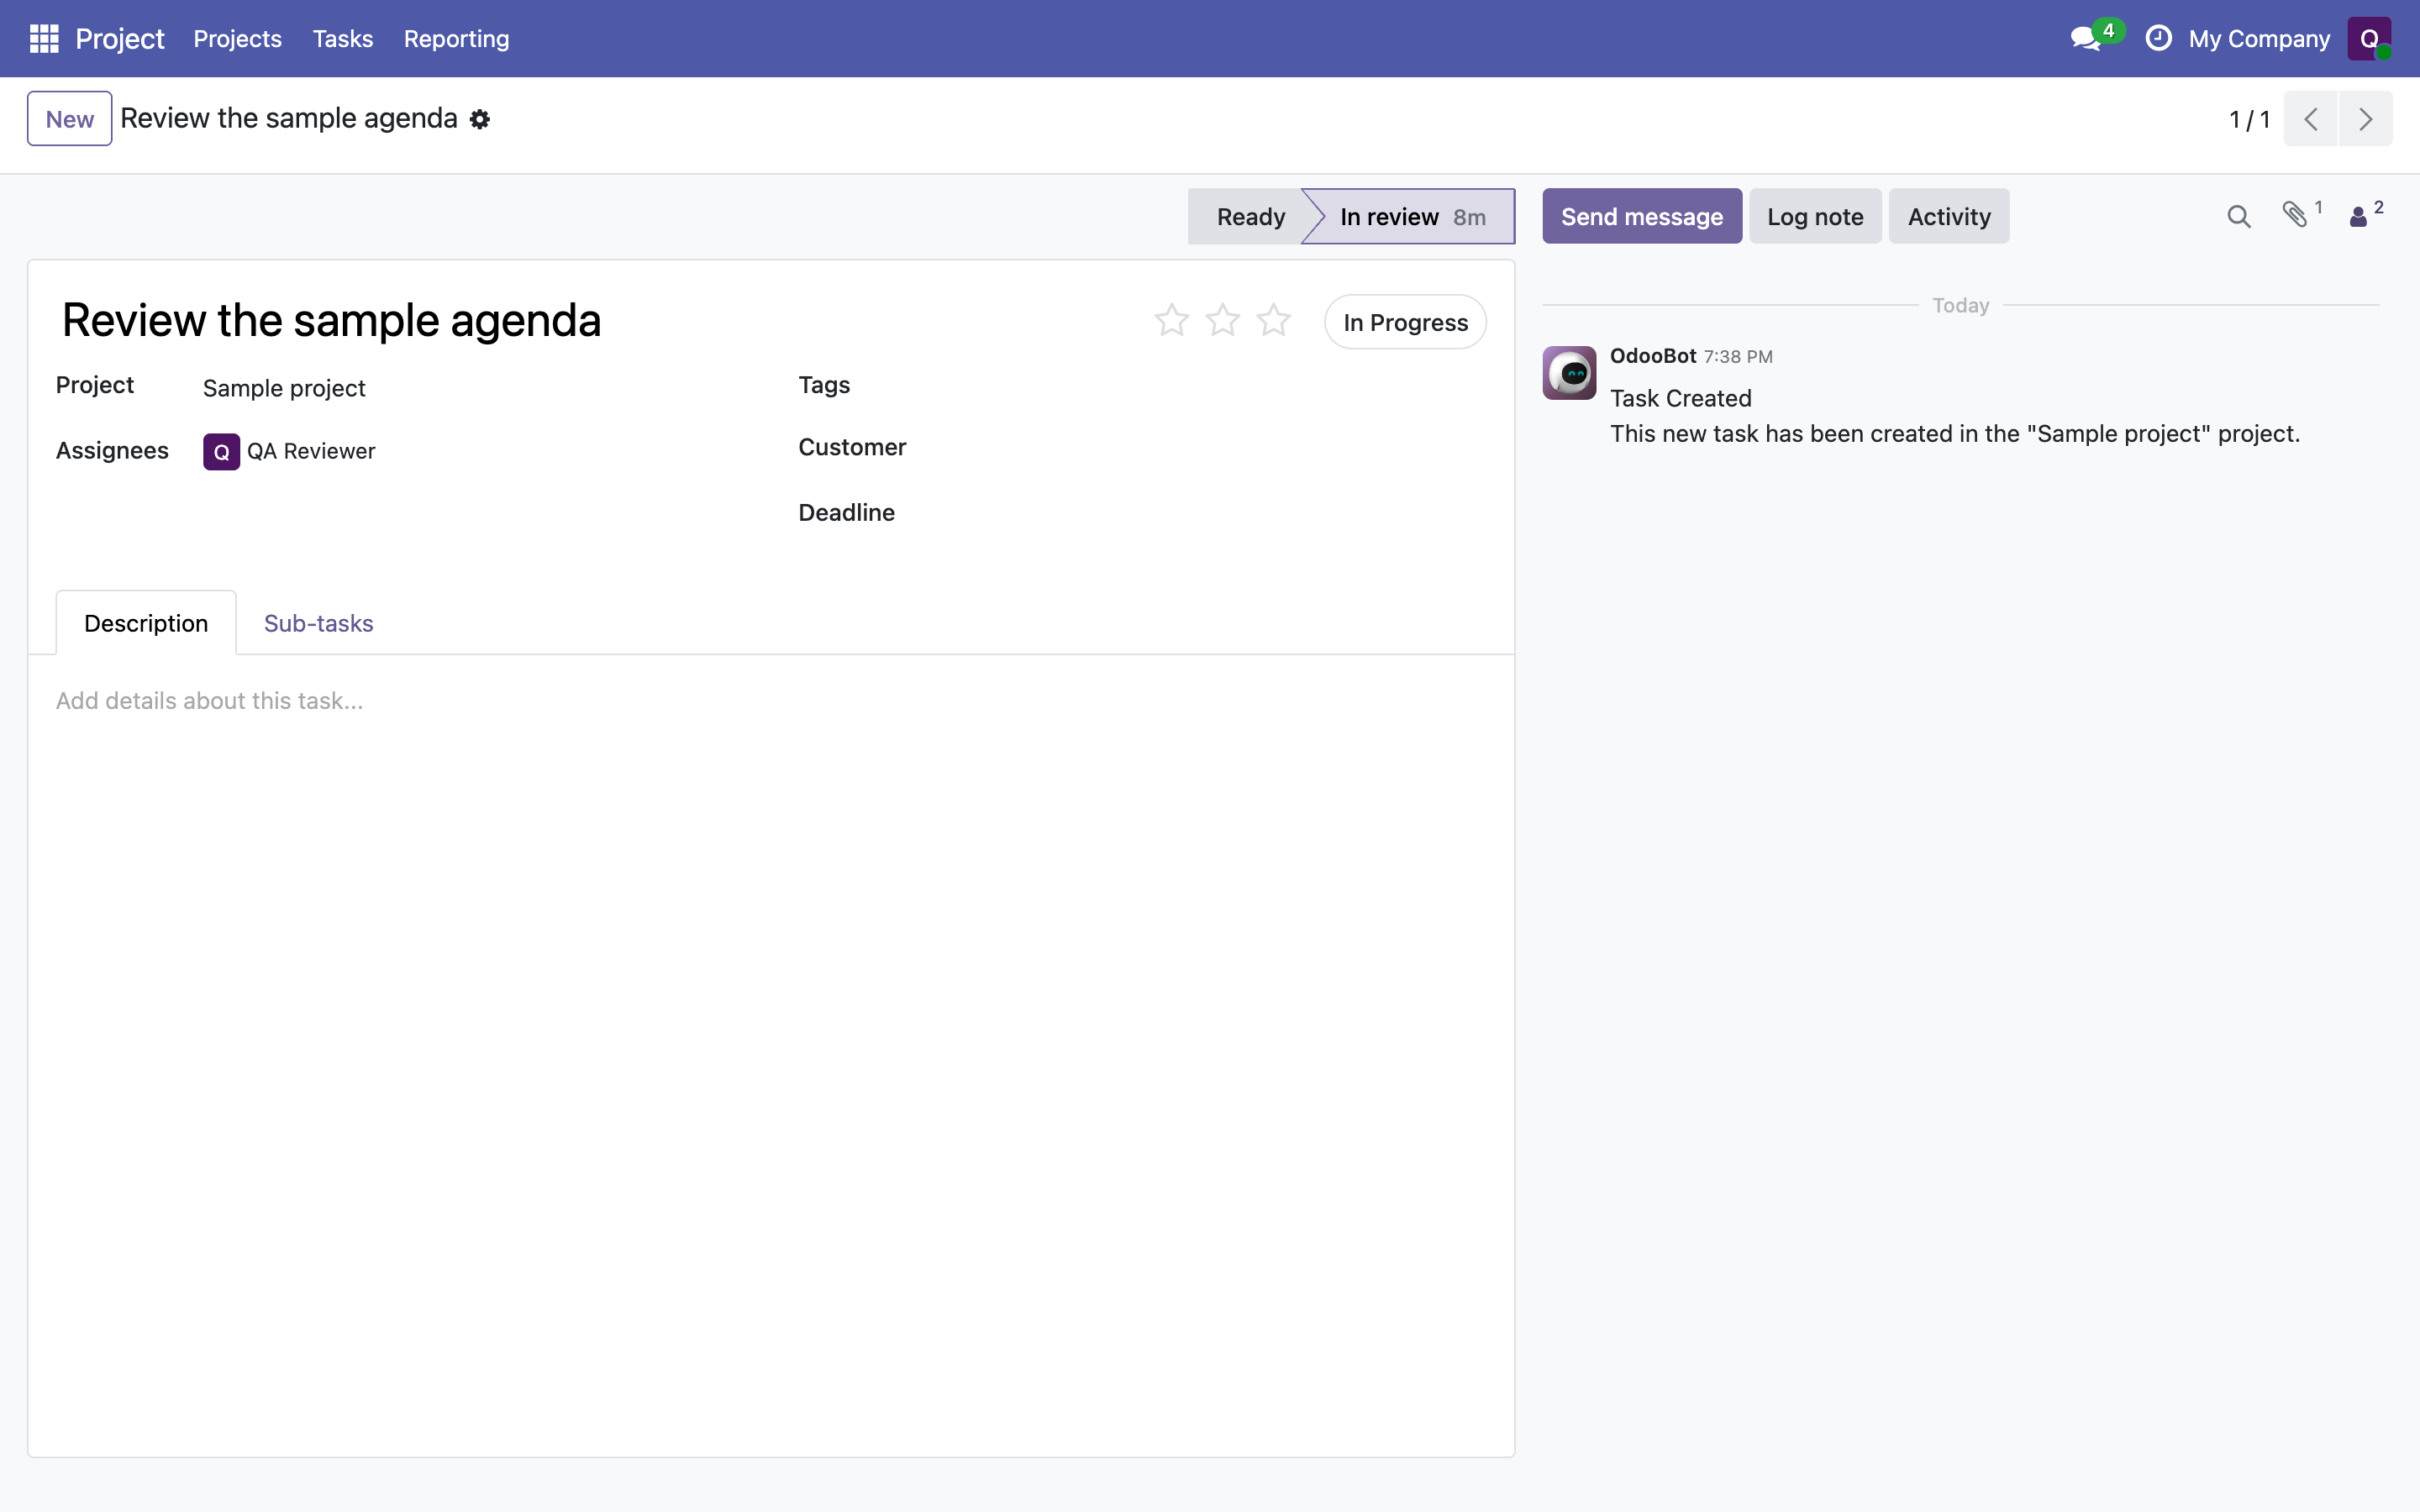 Project Projects Tasks Reporting 4 My Company Q
New Review the sample agenda 1 / 1
Ready In review 8m Send message Log note Activity 1 2
Review the sample agenda In Progress
Project Sample project Tags
Assignees Q QA Reviewer Customer
Deadline
Description Sub-tasks
Add details about this task...
Today
OdooBot 7:38 PM
Task Created
This new task has been created in the "Sample project" project.